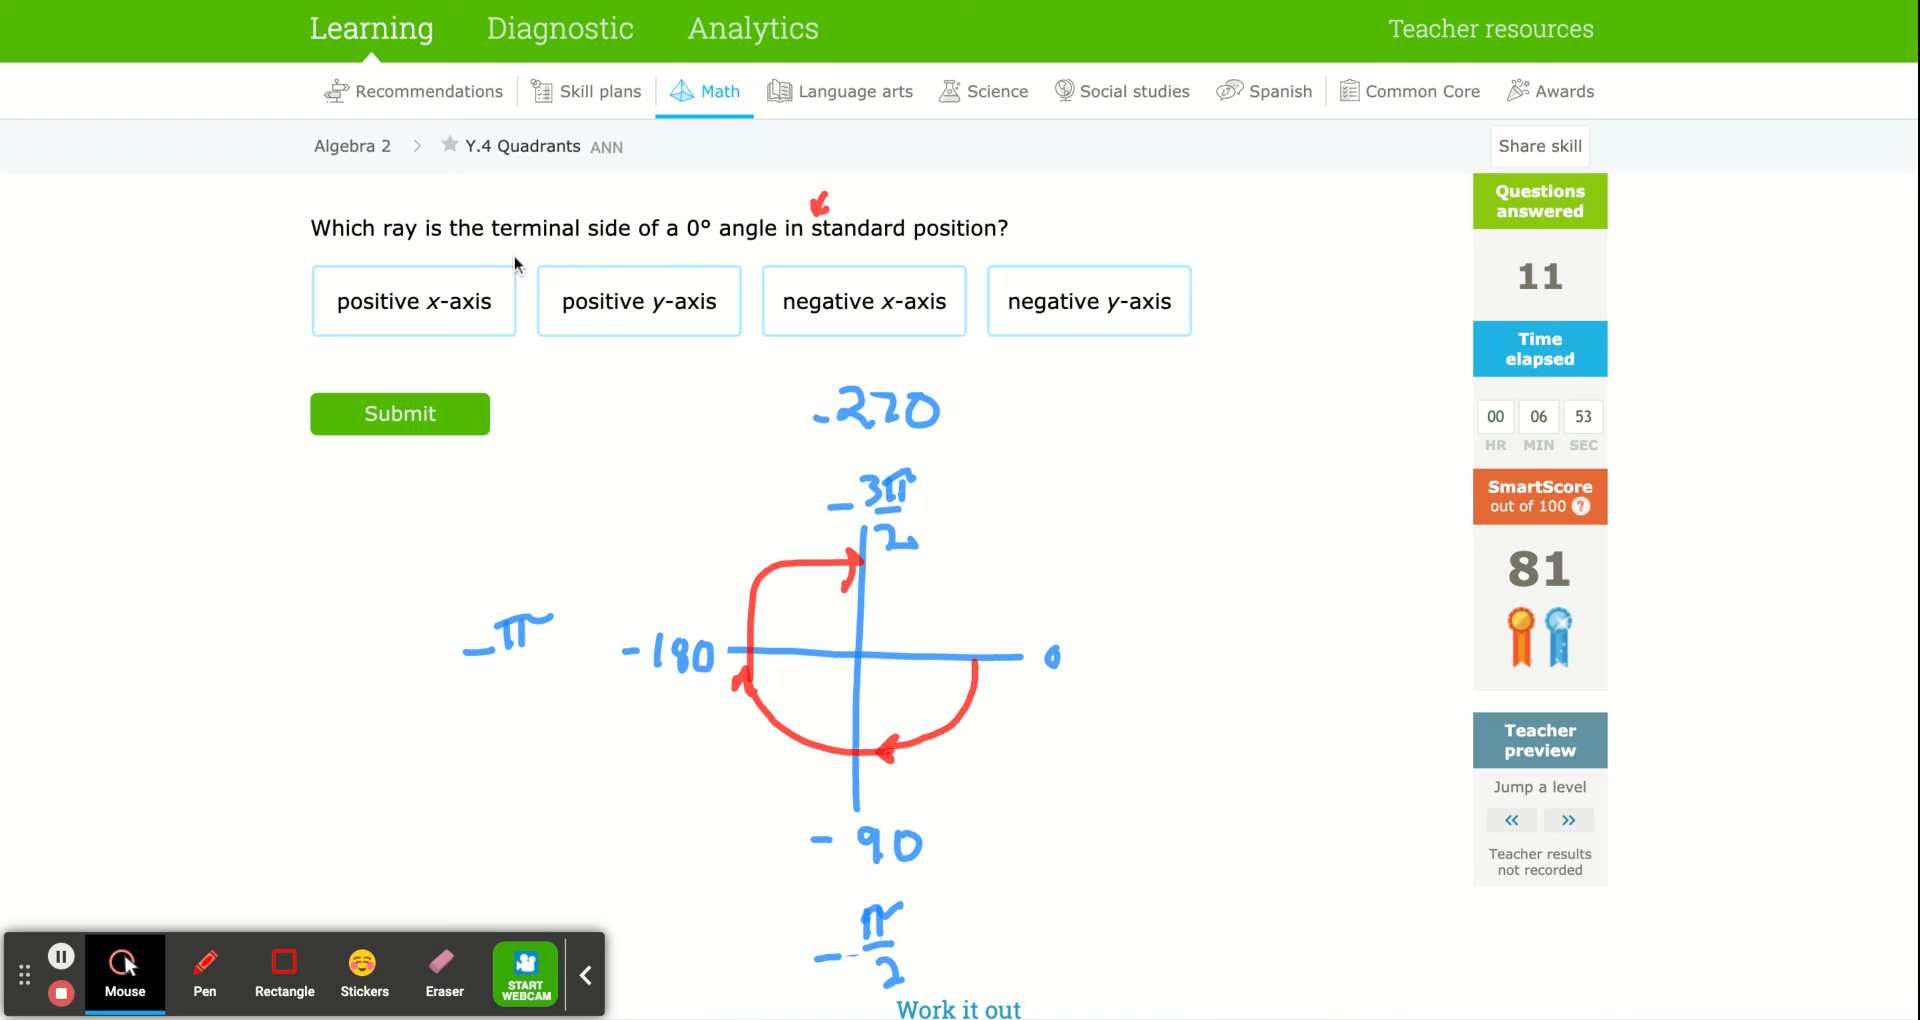 Learning Diagnostic Analytics Teacher resources
Recommendations Skill plans Math Language arts Science Social studies Spanish Common Core Awards
Algebra 2 > Y.4 Quadrants ANN
Share skill
Which ray is the terminal side of a 0° angle in standard position?
positive x-axis positive y-axis negative x-axis negative y-axis
Submit
Questions
answered
11
Time
elapsed
00 06 53
HR MIN SEC
SmartScore
out of 100 ?
81
Teacher
preview
Jump a level
« »
Teacher results
not recorded
-270
-3π/2
-π -180 0
-90
-π/2
Work it out
Mouse Pen Rectangle Stickers Eraser START
WEBCAM